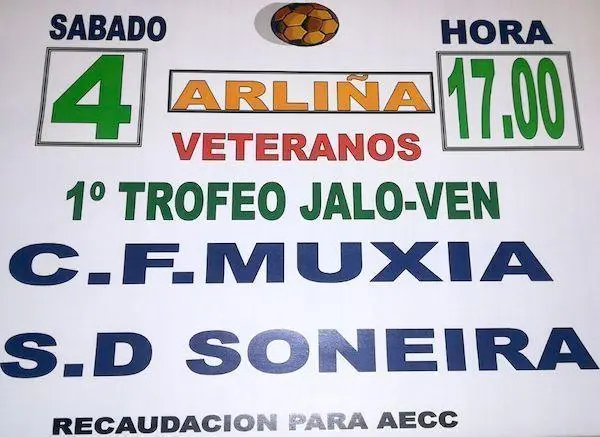 SABADO
HORA
4
ARLIÑA
17.00
VETERANOS
1º TROFEO JALO-VEN
C.F.MUXIA
S.D SONEIRA
RECAUDACION PARA AECC